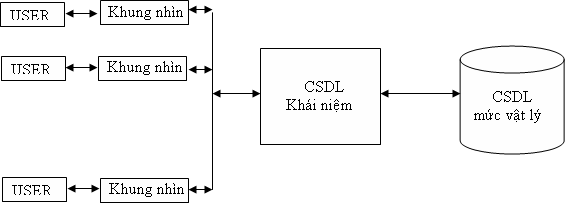 USER
Khung nhìn
USER
Khung nhìn
CSDL
Khái niệm
CSDL
mức vật lý
USER
Khung nhìn